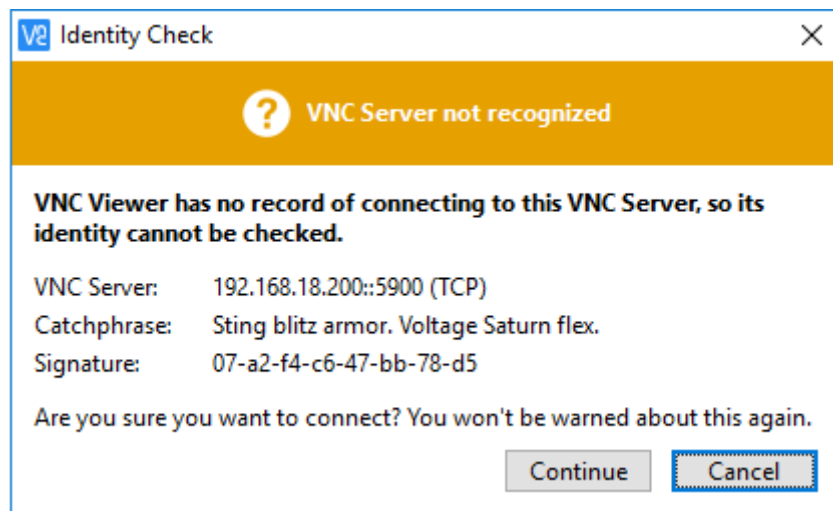 V2 Identity Check
VNC Server not recognized
VNC Viewer has no record of connecting to this VNC Server, so its
identity cannot be checked.
VNC Server: 192.168.18.200::5900 (TCP)
Catchphrase: Sting blitz armor. Voltage Saturn flex.
Signature: 07-a2-f4-c6-47-bb-78-d5
Are you sure you want to connect? You won't be warned about this again.
Continue Cancel